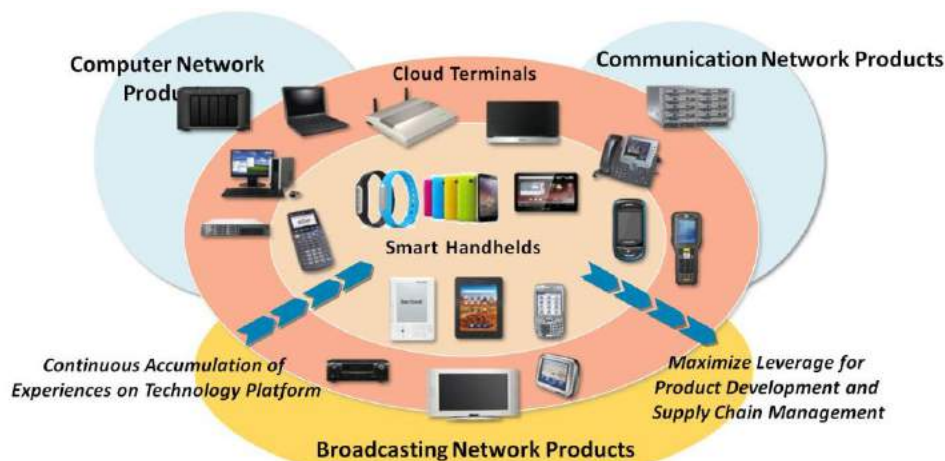 Computer Network
Produc
Communication Network Products
Cloud Terminals
Smart Handhelds
Continuous Accumulation of
Experiences on Technology Platform
Maximize Leverage for
Product Development and
Supply Chain Management
Broadcasting Network Products